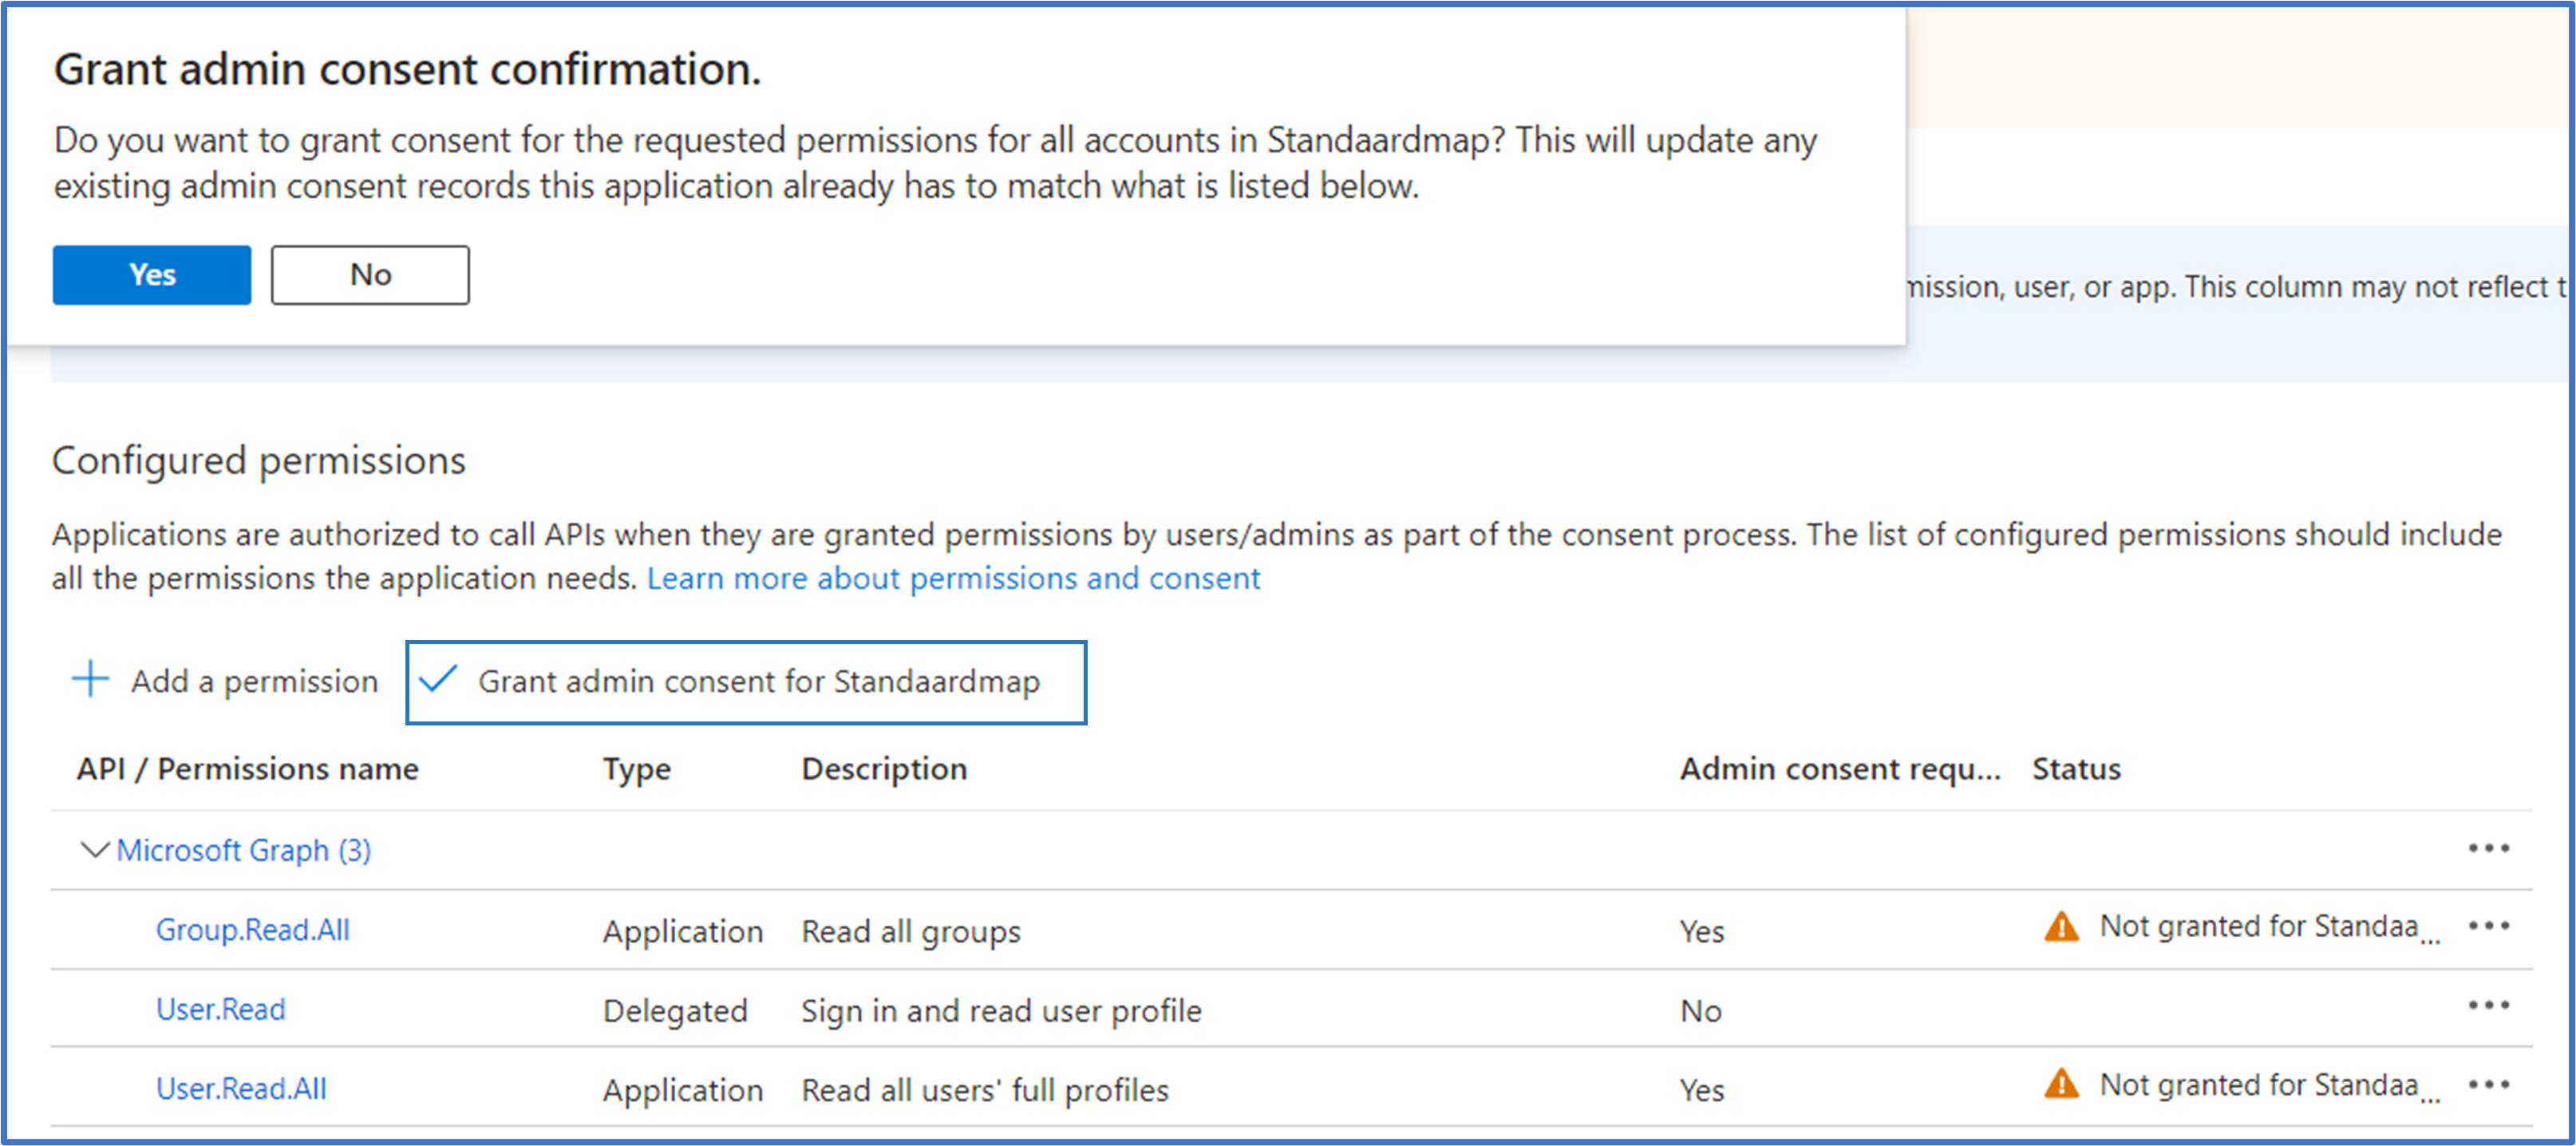 Grant admin consent confirmation.
Do you want to grant consent for the requested permissions for all accounts in Standaardmap? This will update any
existing admin consent records this application already has to match what is listed below.
Yes No
mission, user, or app. This column may not reflect t
Configured permissions
Applications are authorized to call APIs when they are granted permissions by users/admins as part of the consent process. The list of configured permissions should include
all the permissions the application needs. Learn more about permissions and consent
Add a permission Grant admin consent for Standaardmap
API / Permissions name Type Description Admin consent requ... Status
Microsoft Graph (3)
Group.Read.All Application Read all groups Yes Not granted for Standaa...
User.Read Delegated Sign in and read user profile No
User.Read.All Application Read all users' full profiles Yes Not granted for Standaa...